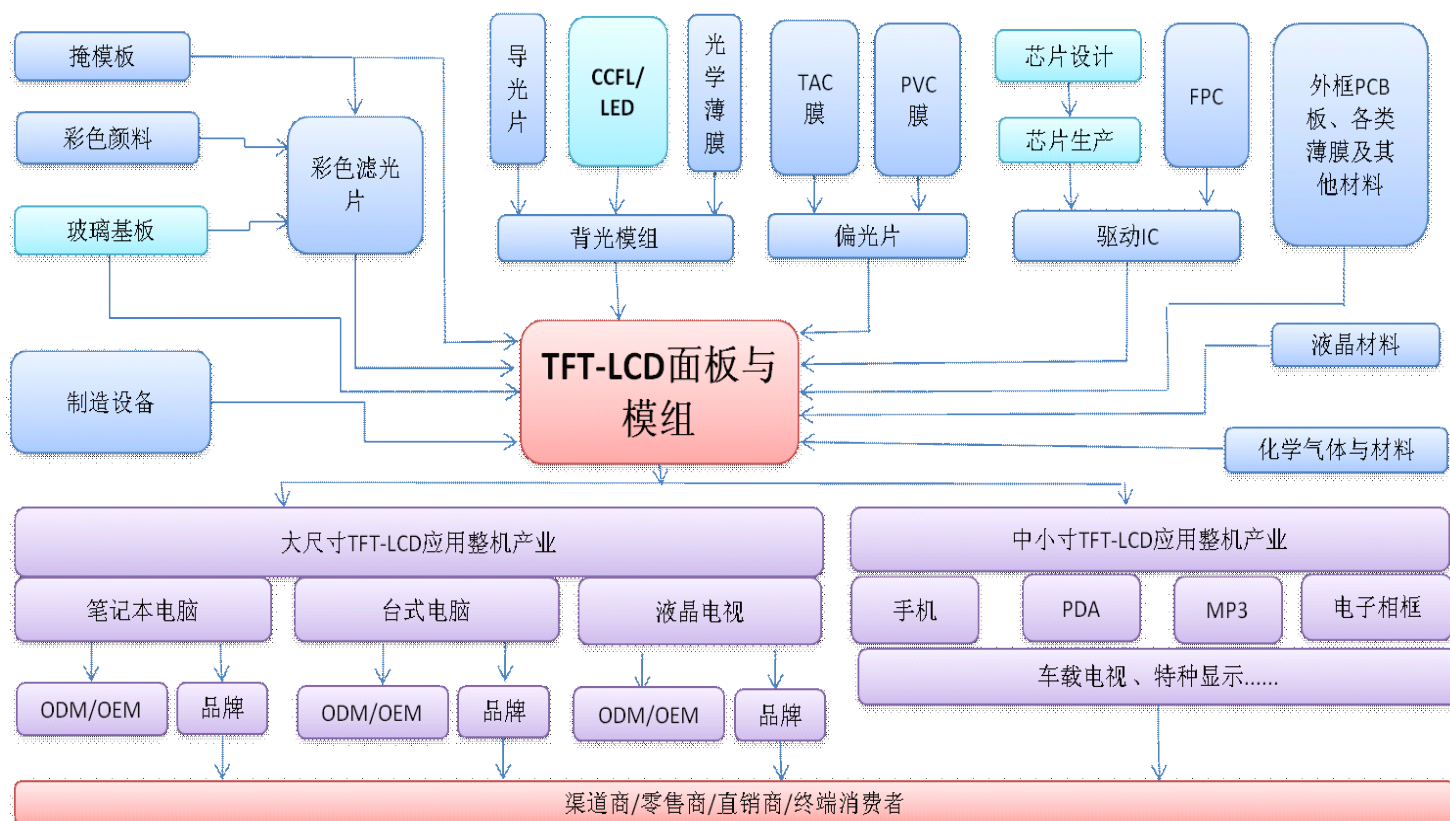 掩模板
彩色颜料
玻璃基板
彩色滤光
片
导
光
片
CCFL/
LED
光
学
薄
膜
背光模组
TAC
膜
PVC
膜
偏光片
芯片设计
芯片生产
FPC
驱动IC
外框PCB
板、各类
薄膜及其
他材料
制造设备
TFT-LCD面板与
模组
液晶材料
化学气体与材料
大尺寸TFT-LCD应用整机产业
中小寸TFT-LCD应用整机产业
笔记本电脑
台式电脑
液晶电视
手机
PDA
MP3
电子相框
车载电视、特种显示......
ODM/OEM
品牌
ODM/OEM
品牌
ODM/OEM
品牌
渠道商/零售商/直销商/终端消费者